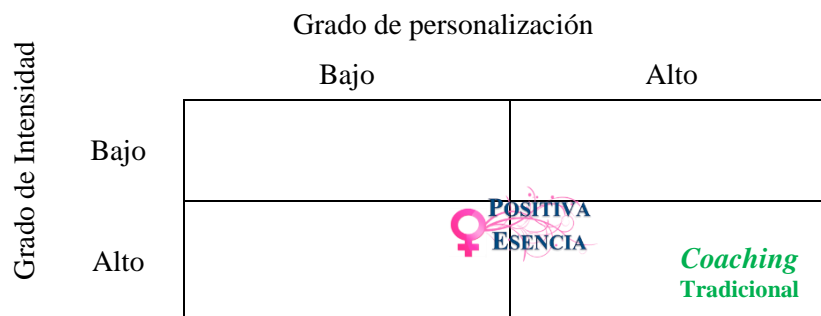 Grado de personalización
Bajo Alto
Grado de Intensidad
Bajo
POSITIVA
ESENCIA
Alto
Coaching
Tradicional